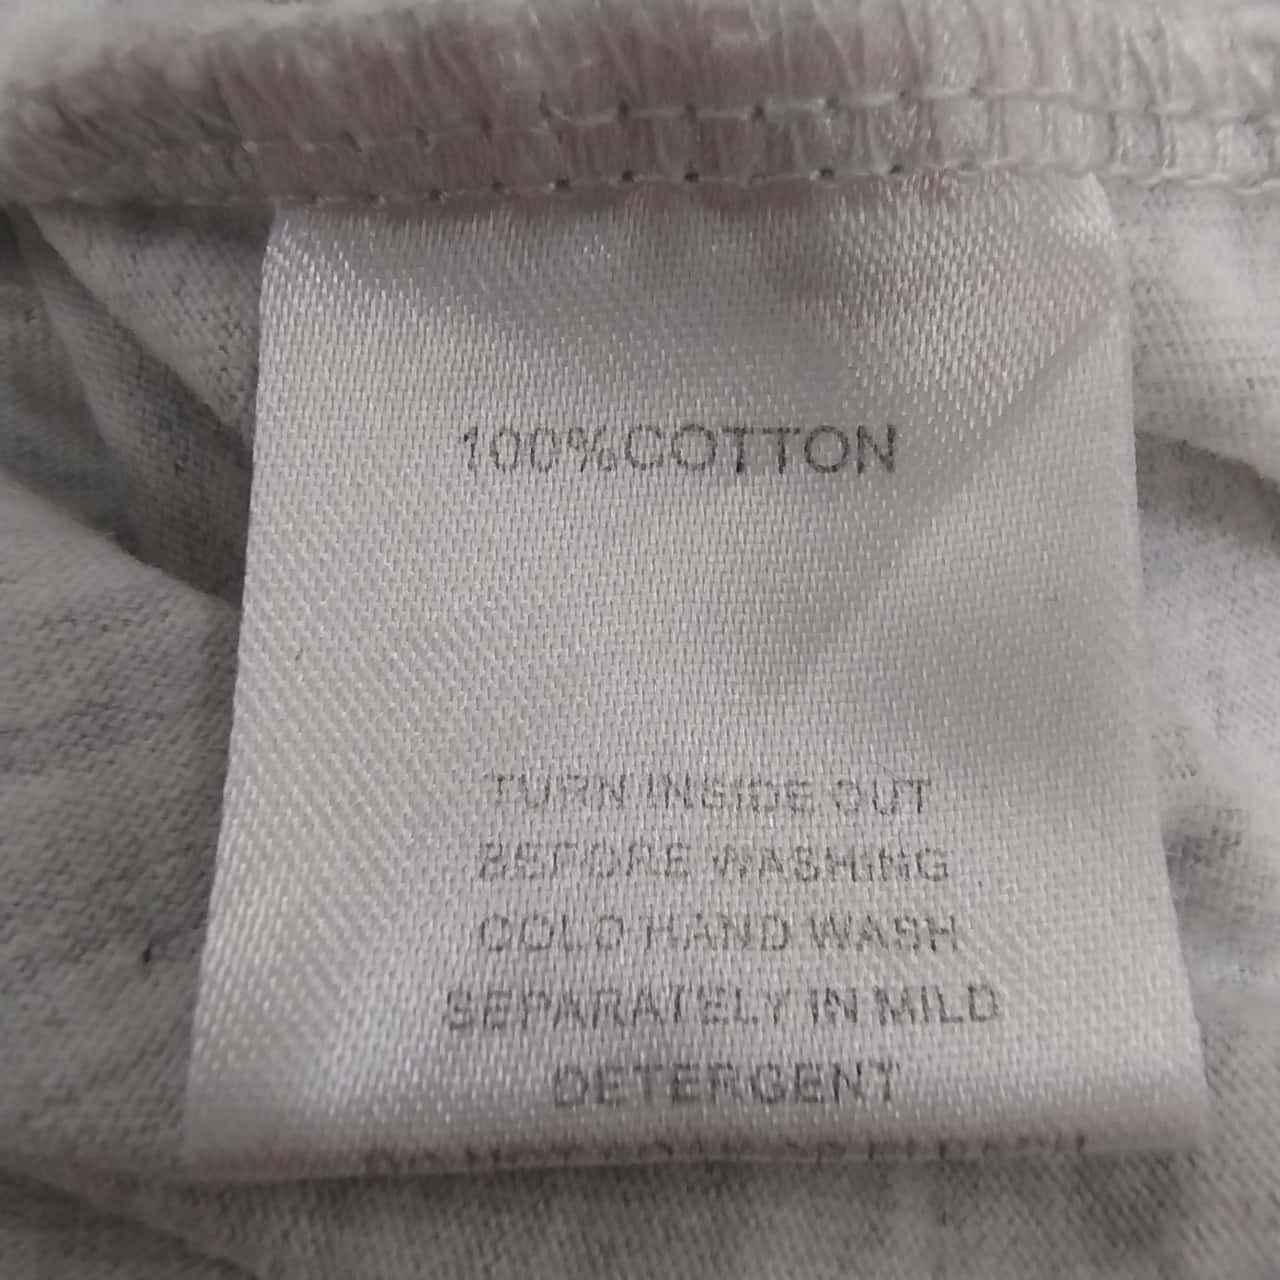 100%COTTON
TURN INSIDE OUT
BEFORE WASHING
COLD HAND WASH
SEPARATELY IN MILD
DETERGENT